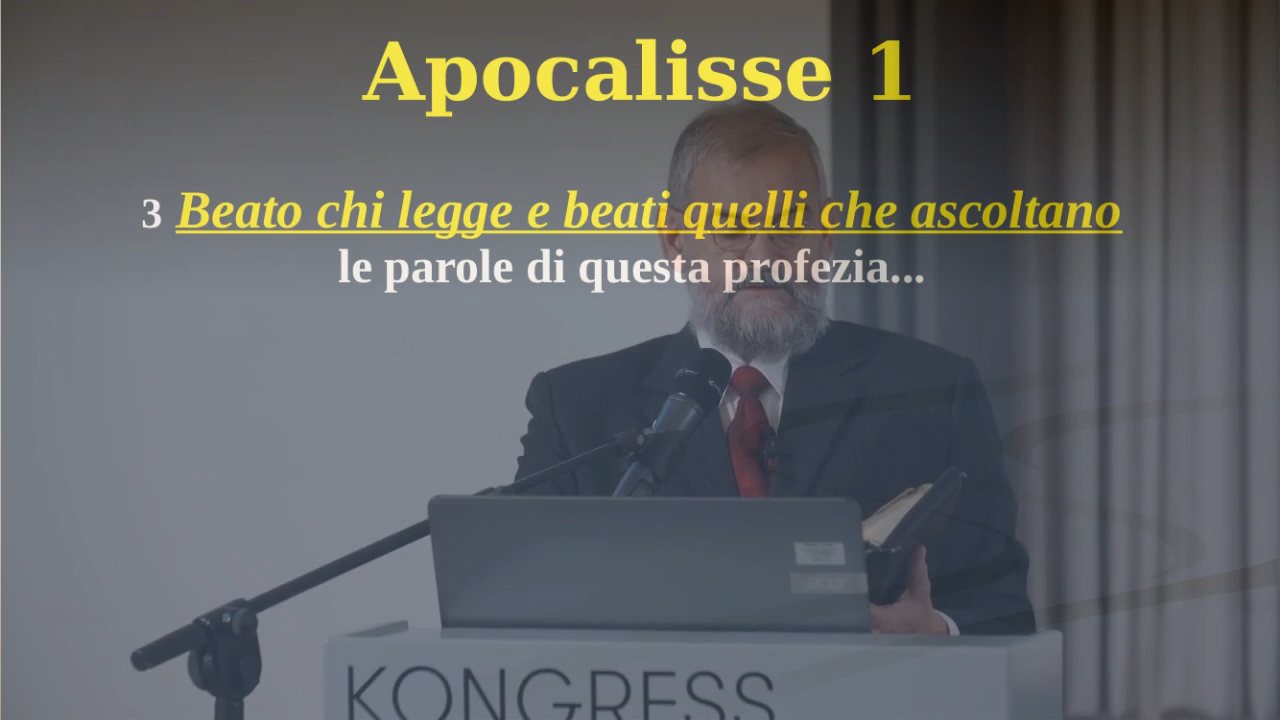 Apocalisse 1
3 Beato chi legge e beati quelli che ascoltano
le parole di questa profezia...
KONGRESS